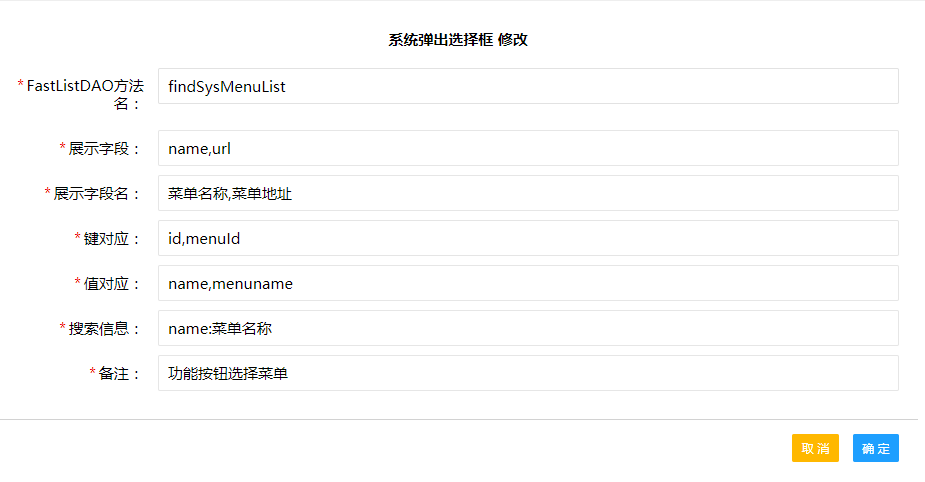 系统弹出选择框 修改
*FastListDAO方法
名：
findSysMenuList
*展示字段：
name,url
*展示字段名：
菜单名称,菜单地址
*键对应：
id,menuId
*值对应：
name,menuname
*搜索信息：
name:菜单名称
*备注：
功能按钮选择菜单
取消
确定